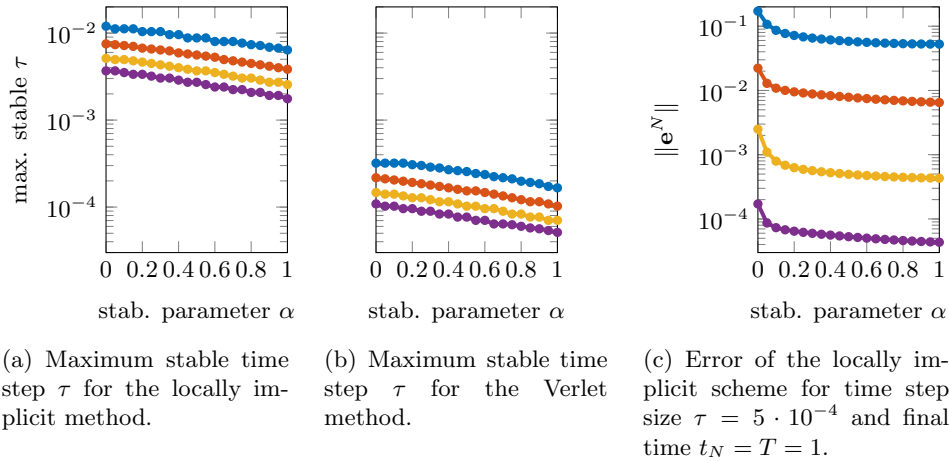 10^{-2}
10^{-3}
10^{-4}
max. stable τ
0 0.2 0.4 0.6 0.8 1
stab. parameter α
0 0.2 0.4 0.6 0.8 1
stab. parameter α
10^{-1}
10^{-2}
10^{-3}
10^{-4}
‖e^N‖
0 0.2 0.4 0.6 0.8 1
stab. parameter α
(a) Maximum stable time
step τ for the locally im-
plicit method.
(b) Maximum stable time
step τ for the Verlet
method.
(c) Error of the locally im-
plicit scheme for time step
size τ = 5 · 10^{-4} and final
time t_N = T = 1.